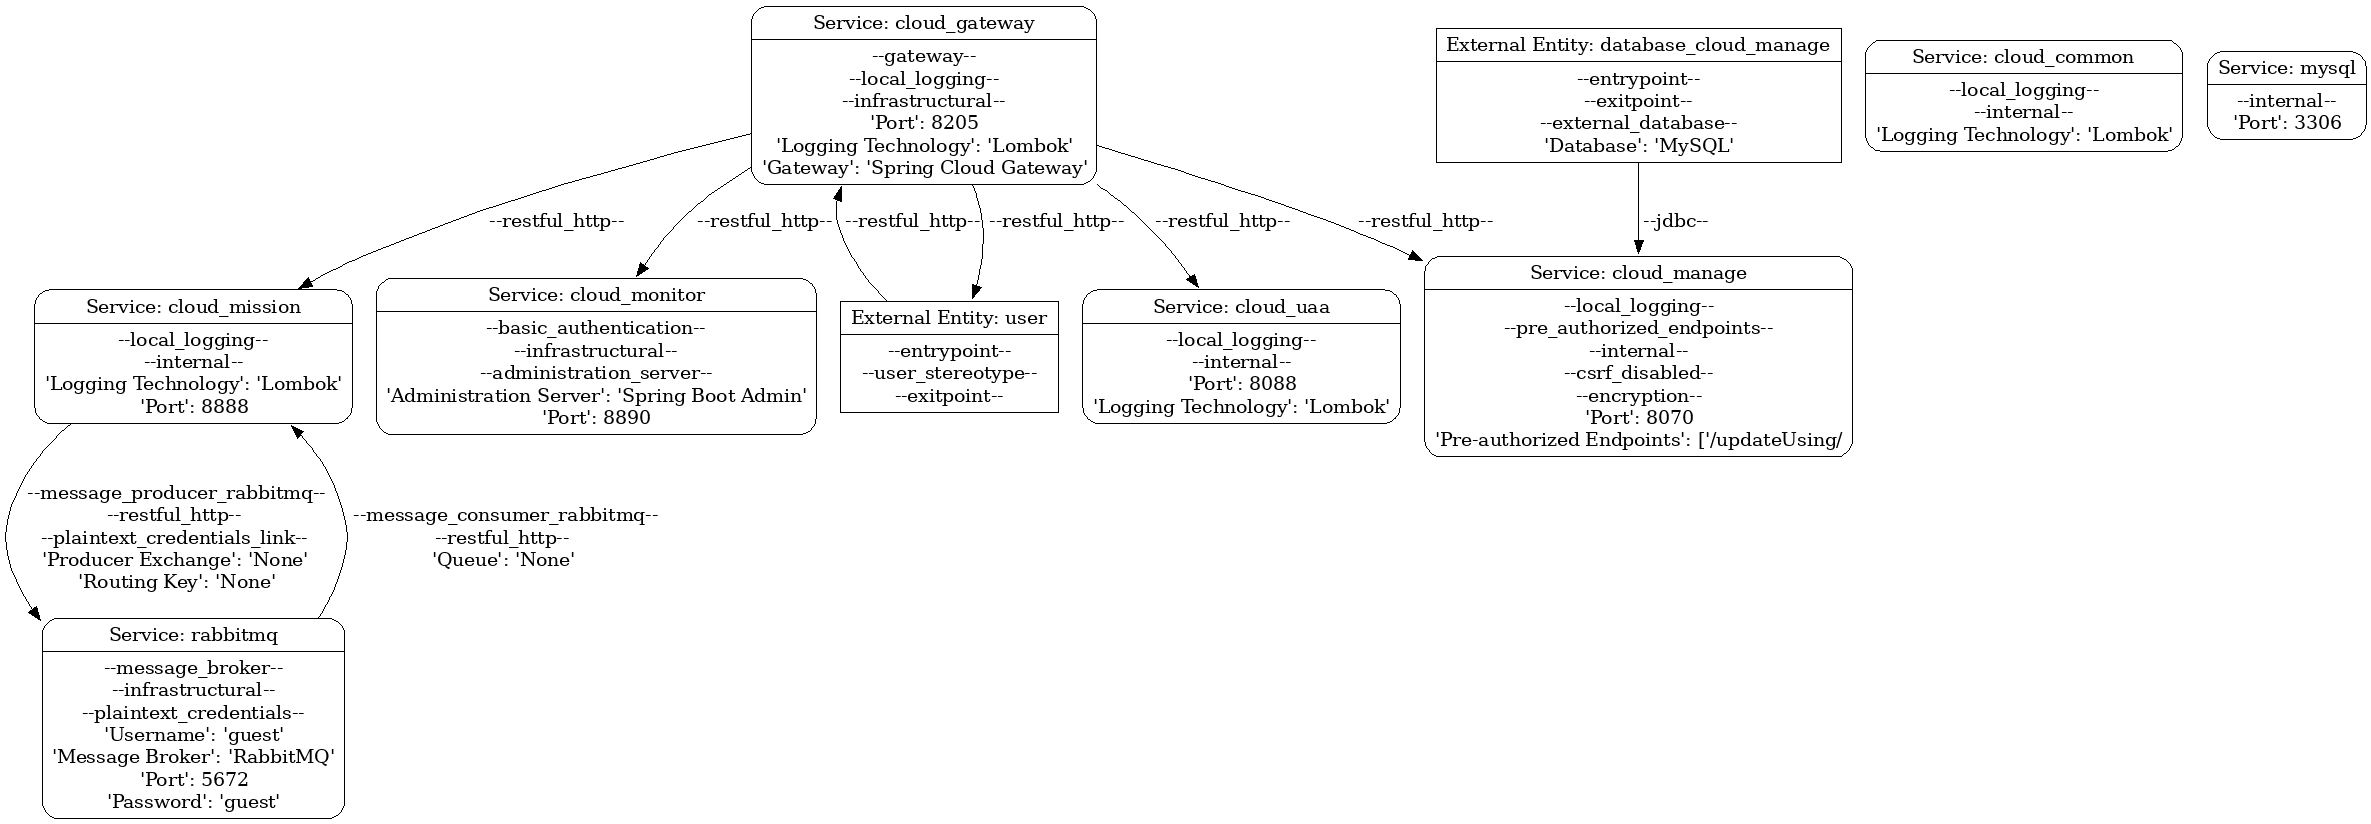 Service: cloud_gateway
--gateway--
--local_logging--
--infrastructural--
'Port': 8205
'Logging Technology': 'Lombok'
'Gateway': 'Spring Cloud Gateway'
External Entity: database_cloud_manage
--entrypoint--
--exitpoint--
--external_database--
'Database': 'MySQL'
Service: cloud_common
--local_logging--
--internal--
'Logging Technology': 'Lombok'
Service: mysql
--internal--
'Port': 3306
--restful_http--
--restful_http--
--restful_http--
--restful_http--
--restful_http--
--restful_http--
--jdbc--
Service: cloud_mission
--local_logging--
--internal--
'Logging Technology': 'Lombok'
'Port': 8888
Service: cloud_monitor
--basic_authentication--
--infrastructural--
--administration_server--
'Administration Server': 'Spring Boot Admin'
'Port': 8890
External Entity: user
--entrypoint--
--user_stereotype--
--exitpoint--
Service: cloud_uaa
--local_logging--
--internal--
'Port': 8088
'Logging Technology': 'Lombok'
Service: cloud_manage
--local_logging--
--pre_authorized_endpoints--
--internal--
--csrf_disabled--
--encryption--
'Port': 8070
'Pre-authorized Endpoints': ['/updateUsing/
--message_producer_rabbitmq--
--restful_http--
--plaintext_credentials_link--
'Producer Exchange': 'None'
'Routing Key': 'None'
--message_consumer_rabbitmq--
--restful_http--
'Queue': 'None'
Service: rabbitmq
--message_broker--
--infrastructural--
--plaintext_credentials--
'Username': 'guest'
'Message Broker': 'RabbitMQ'
'Port': 5672
'Password': 'guest'